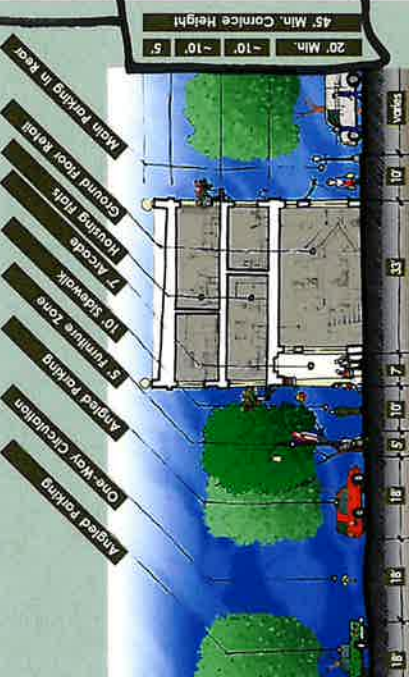 45' Min. Cornice Height
20' Min.
~10'
~10'
5'
Main Parking in Rear
Ground Floor Retail
Housing Flats
7' Arcade
10' Sidewalk
5' Furniture Zone
Angled Parking
One-Way Circulation
Angled Parking
varies
10'
33'
7
10'
5'
18'
18'
18'